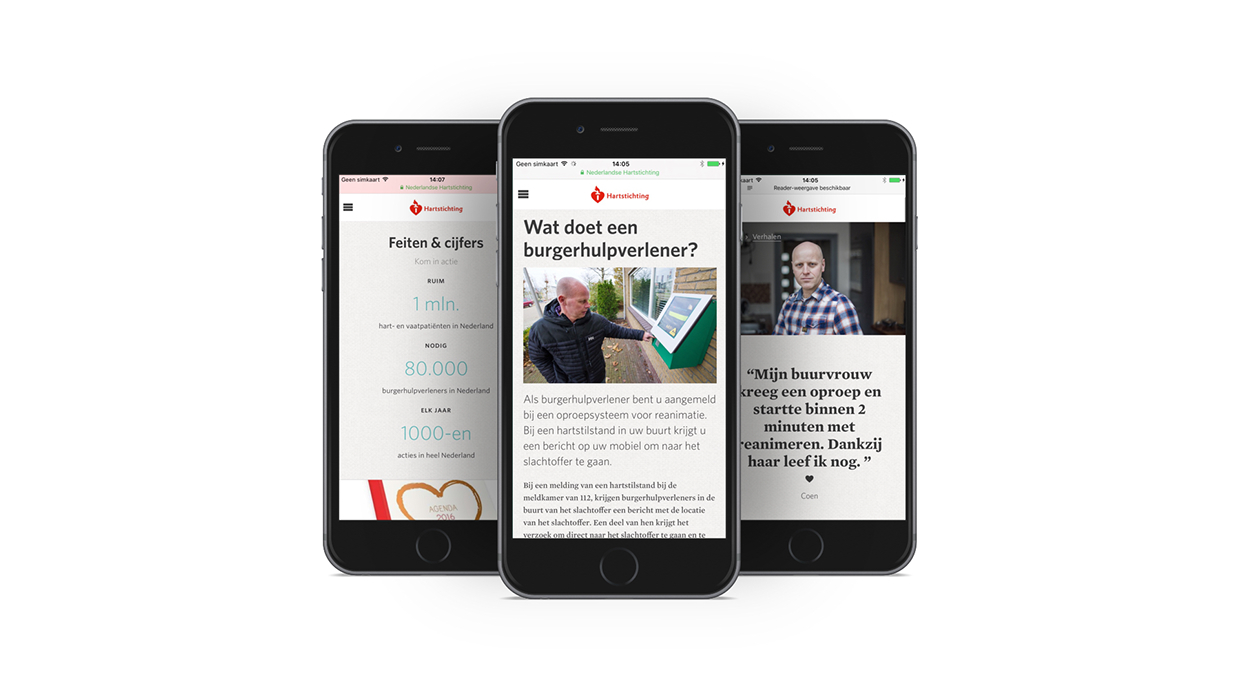 Geen simkaart
14:07
Nederlandse Hartstichting
Hartstichting
Feiten & cijfers
Kom in actie
RUIM
1 mln.
hart- en vaatpatiënten in Nederland
NODIG
80.000
burgerhulpverleners in Nederland
ELK JAAR
1000-en
acties in heel Nederland
AGENDA
2016
Geen simkaart
14:05
Nederlandse Hartstichting
Hartstichting
Wat doet een
burgerhulpverlener?
Als burgerhulpverlener bent u aangemeld
bij een oproepsysteem voor reanimatie.
Bij een hartstilstand in uw buurt krijgt u
een bericht op uw mobiel om naar het
slachtoffer te gaan.
Bij een melding van een hartstilstand bij de
meldkamer van 112, krijgen burgerhulpverleners in de
buurt van het slachtoffer een bericht met de locatie
van het slachtoffer. Een deel van hen krijgt het
verzoek om direct naar het slachtoffer te gaan en te
kaart
14:05
Reader-weergave beschikbaar
Hartstichting
Verhalen
“Mijn buurvrouw
kreeg een oproep en
startte binnen 2
minuten met
reanimeren. Dankzij
haar leef ik nog. ”
Coen